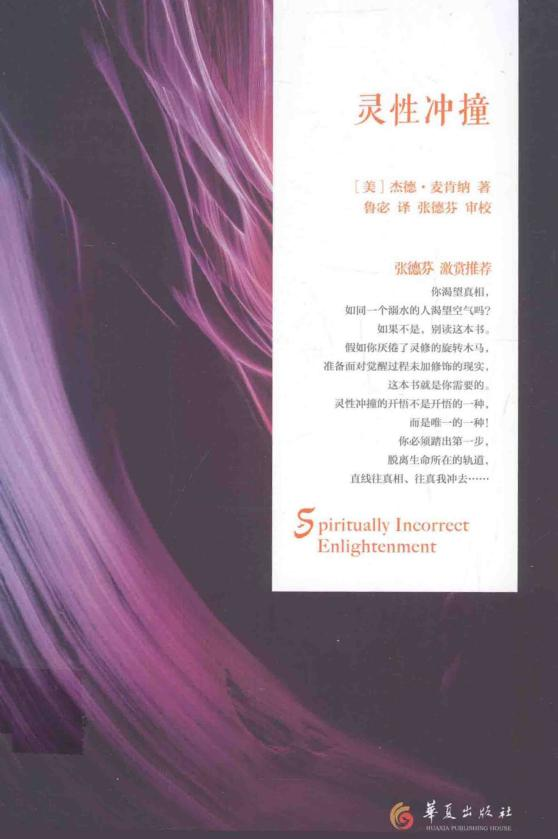 灵性冲撞
［美］杰德·麦肯纳 著
鲁宓 译 张德芬 审校
张德芬 激赏推荐
你渴望真相，
如同一个溺水的人渴望空气吗？
如果不是，别读这本书。
假如你厌倦了灵修的旋转木马，
准备面对觉醒过程未加修饰的现实，
这本书就是你需要的。
灵性冲撞的开悟不是开悟的一种，
而是唯一的一种！
你必须踏出第一步，
脱离生命所在的轨道，
直线往真相、往真我冲去……
Spiritually Incorrect
Enlightenment
華夏出版社
HUAXIA PUBLISHING HOUSE